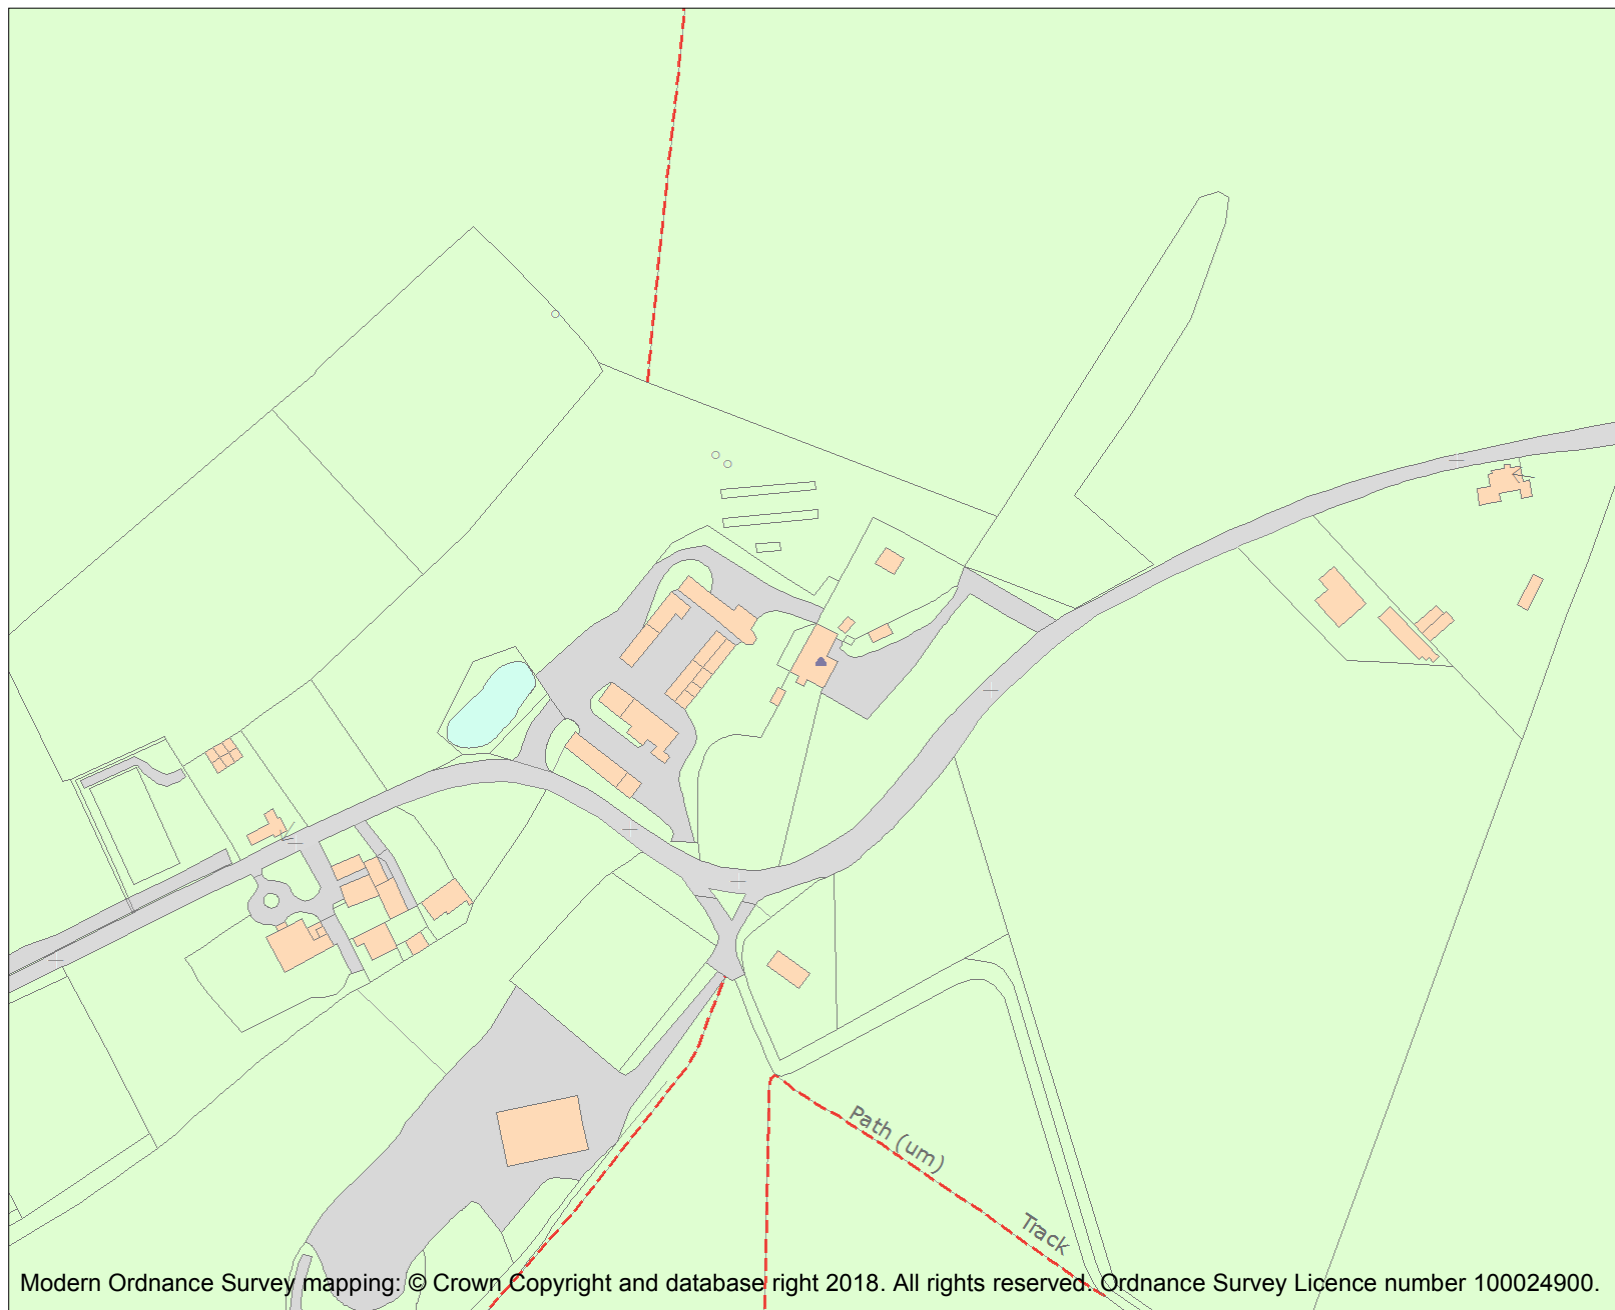 Path (um)
Track
Modern Ordnance Survey mapping: © Crown Copyright and database right 2018. All rights reserved. Ordnance Survey Licence number 100024900.